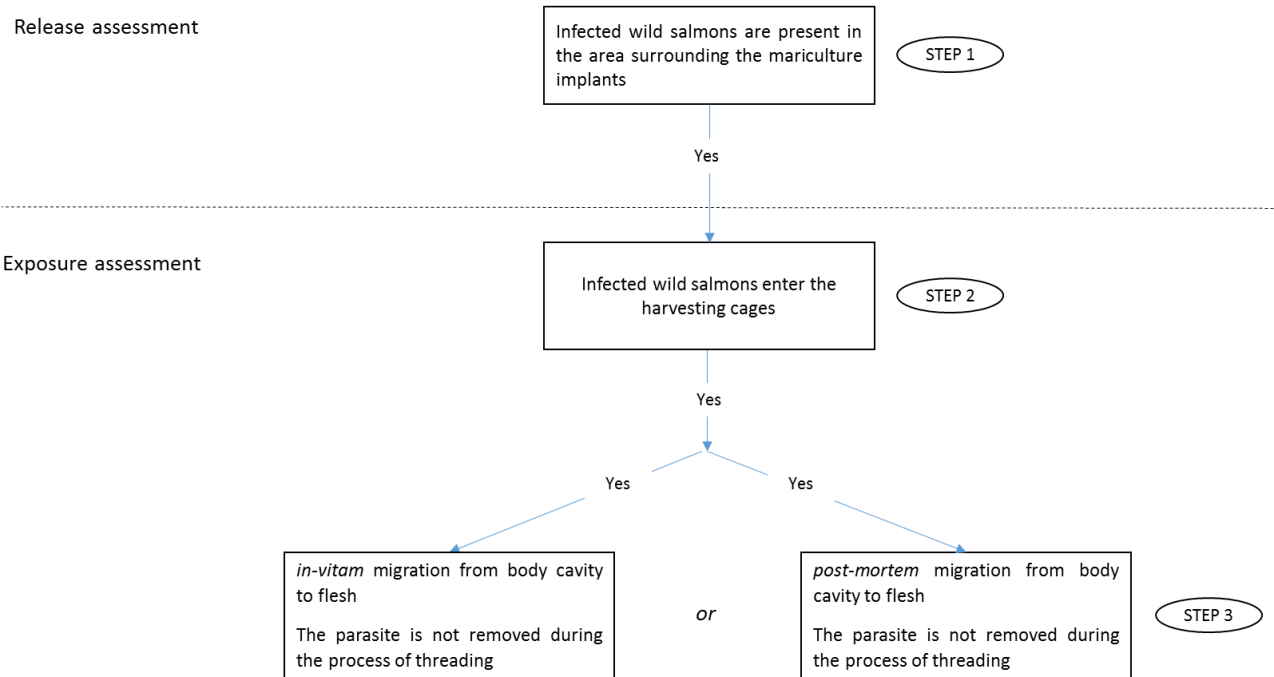 Release assessment
Infected wild salmons are present in
the area surrounding the mariculture
implants
STEP 1
Yes
Exposure assessment
Infected wild salmons enter the
harvesting cages
STEP 2
Yes
Yes
Yes
in-vitam migration from body cavity
to flesh
The parasite is not removed during
the process of threading
or
post-mortem migration from body
cavity to flesh
The parasite is not removed during
the process of threading
STEP 3